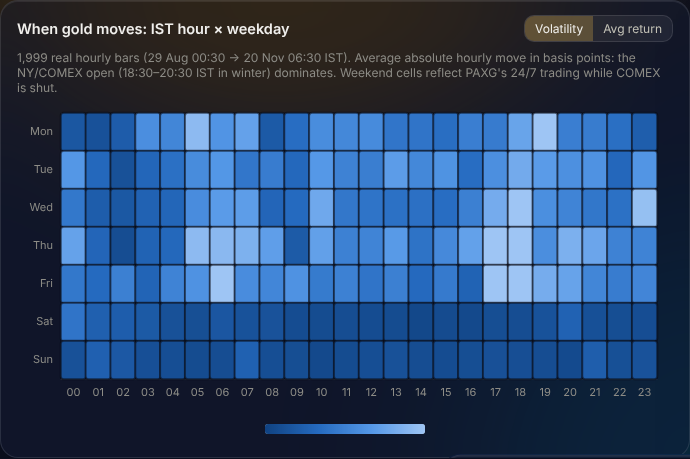 When gold moves: IST hour × weekday
Volatility
Avg return
1,999 real hourly bars (29 Aug 00:30 → 20 Nov 06:30 IST). Average absolute hourly move in basis points: the
NY/COMEX open (18:30–20:30 IST in winter) dominates. Weekend cells reflect PAXG's 24/7 trading while COMEX
is shut.
Mon
Tue
Wed
Thu
Fri
Sat
Sun
00 01 02 03 04 05 06 07 08 09 10 11 12 13 14 15 16 17 18 19 20 21 22 23